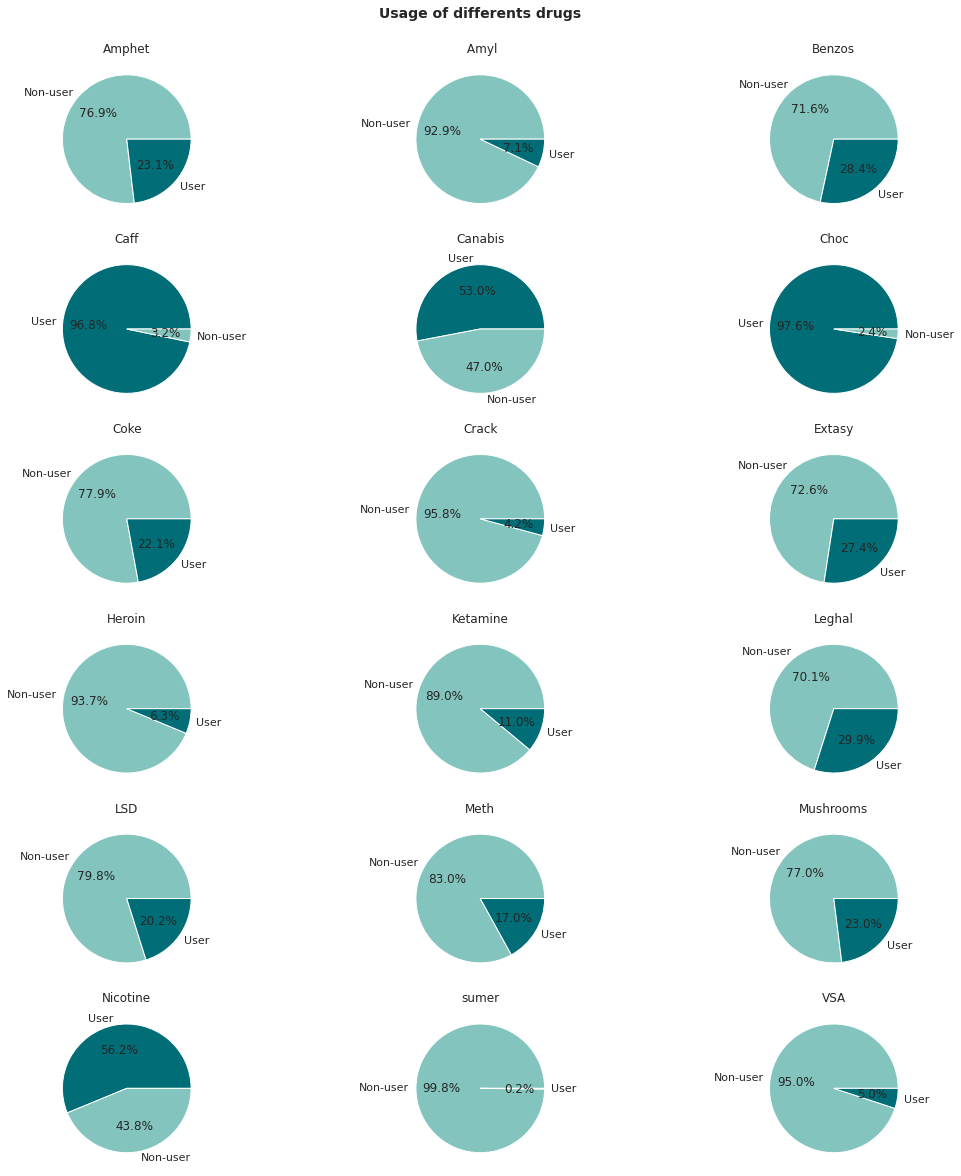 Usage of differents drugs
Amphet
Non-user
76.9%
23.1%
User
Amyl
Non-user
92.9%
7.1%
User
Benzos
Non-user
71.6%
28.4%
User
Caff
User
96.8%
3.2%
Non-user
Canabis
User
53.0%
47.0%
Non-user
Choc
User
97.6%
2.4%
Non-user
Coke
Non-user
77.9%
22.1%
User
Crack
Non-user
95.8%
4.2%
User
Extasy
Non-user
72.6%
27.4%
User
Heroin
Non-user
93.7%
6.3%
User
Ketamine
Non-user
89.0%
11.0%
User
Leghal
Non-user
70.1%
29.9%
User
LSD
Non-user
79.8%
20.2%
User
Meth
Non-user
83.0%
17.0%
User
Mushrooms
Non-user
77.0%
23.0%
User
Nicotine
User
56.2%
43.8%
Non-user
sumer
Non-user
99.8%
0.2%
User
VSA
Non-user
95.0%
5.0%
User